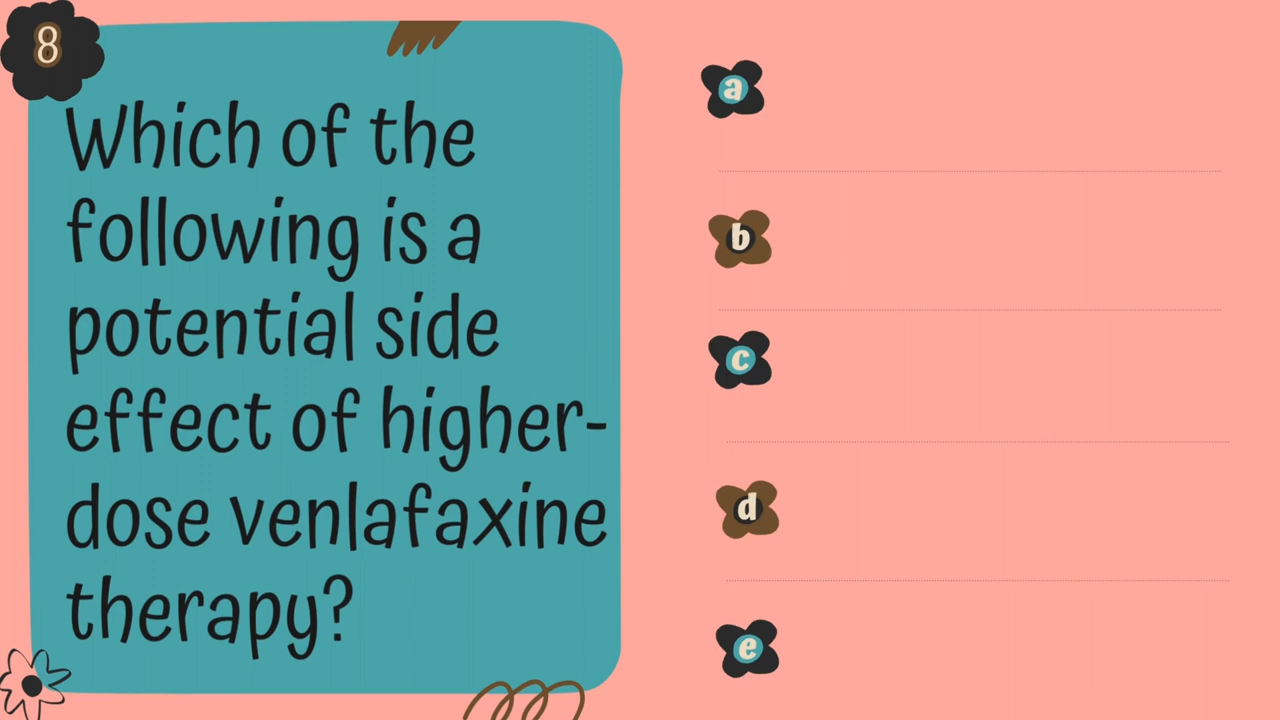 8
Which of the
following is a
potential side
effect of higher-
dose venlafaxine
therapy?
a
b
c
d
e